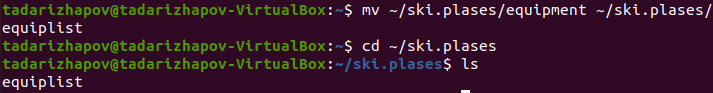 tadarizhapov@tadarizhapov-VirtualBox:~$ mv ~/ski.plases/equipment ~/ski.plases/
equiplist
tadarizhapov@tadarizhapov-VirtualBox:~$ cd ~/ski.plases
tadarizhapov@tadarizhapov-VirtualBox:~/ski.plases$ ls
equiplist